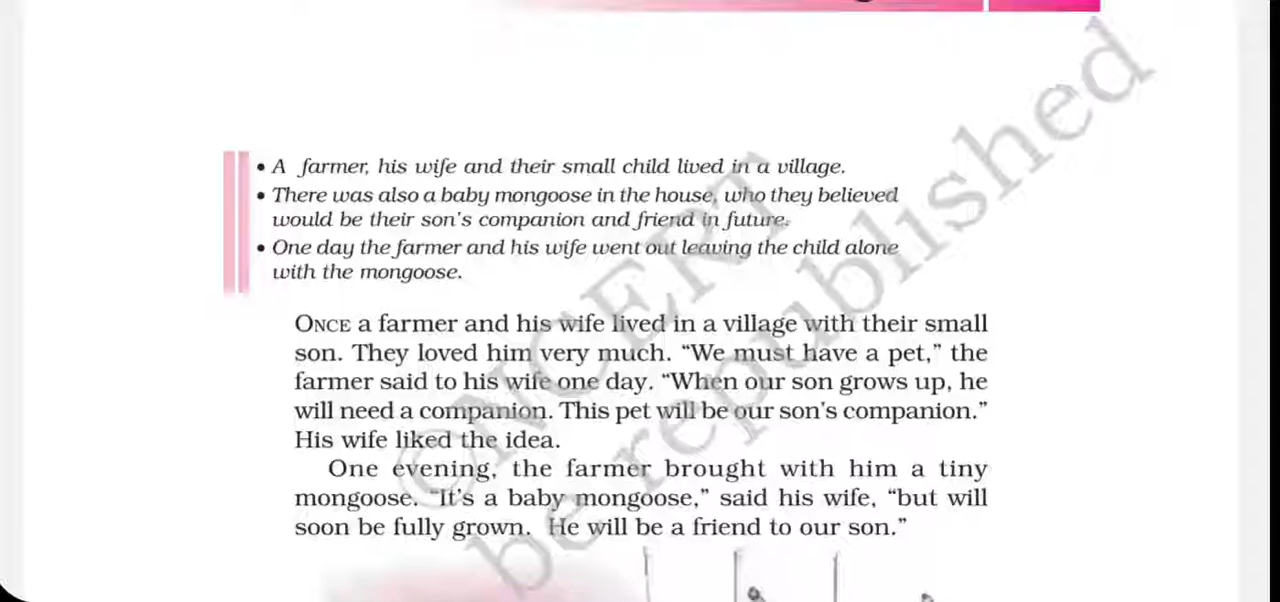 • A farmer, his wife and their small child lived in a village.
• There was also a baby mongoose in the house, who they believed
would be their son's companion and friend in future.
• One day the farmer and his wife went out leaving the child alone
with the mongoose.
ONCE a farmer and his wife lived in a village with their small
son. They loved him very much. “We must have a pet,” the
farmer said to his wife one day. “When our son grows up, he
will need a companion. This pet will be our son's companion.”
His wife liked the idea.
One evening, the farmer brought with him a tiny
mongoose. “It's a baby mongoose,” said his wife, “but will
soon be fully grown. He will be a friend to our son.”
©NCERT
be republished